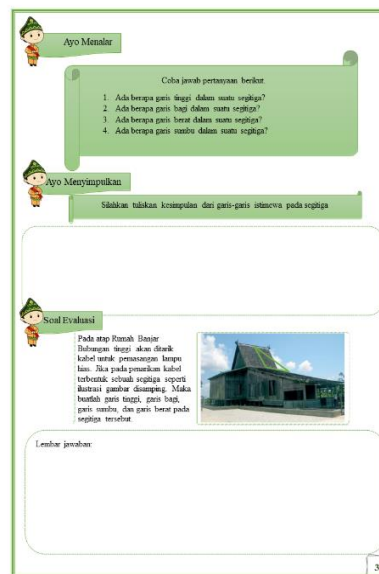 Ayo Menalar
Coba jawab pertanyaan berikut.
1. Ada berapa garis tinggi dalam suatu segitiga?
2. Ada berapa garis bagi dalam suatu segitiga?
3. Ada berapa garis berat dalam suatu segitiga?
4. Ada berapa garis sumbu dalam suatu segitiga?
Ayo Menyimpulkan
Silahkan tuliskan kesimpulan dari garis-garis istimewa pada segitiga
Soal Evaluasi
Pada atap Rumah Banjar
Bubungan tinggi akan ditarik
kabel untuk pemasangan lampu
hias. Jika pada penarikan kabel
terbentuk sebuah segitiga seperti
ilustrasi gambar disamping. Maka
buatlah garis tinggi, garis bagi,
garis sumbu, dan garis berat pada
segitiga tersebut.
Lembar jawaban:
3